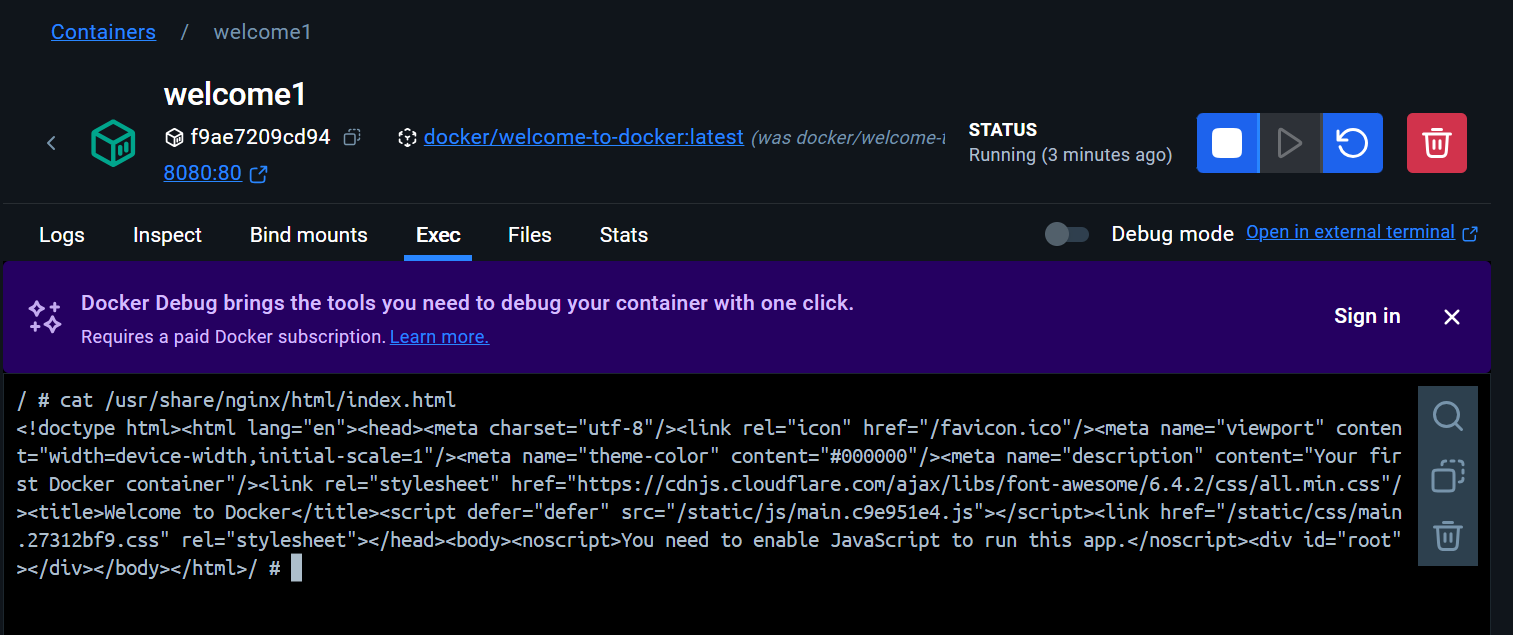 Containers / welcome1
welcome1
f9ae7209cd94 docker/welcome-to-docker:latest (was docker/welcome-t
8080:80
STATUS
Running (3 minutes ago)
Logs Inspect Bind mounts Exec Files Stats Debug mode Open in external terminal
Docker Debug brings the tools you need to debug your container with one click.
Requires a paid Docker subscription. Learn more.
Sign in
/ # cat /usr/share/nginx/html/index.html
<!doctype html><html lang="en"><head><meta charset="utf-8"/><link rel="icon" href="/favicon.ico"/><meta name="viewport" conten
t="width=device-width,initial-scale=1"/><meta name="theme-color" content="#000000"/><meta name="description" content="Your fir
st Docker container"/><link rel="stylesheet" href="https://cdnjs.cloudflare.com/ajax/libs/font-awesome/6.4.2/css/all.min.css"/
><title>Welcome to Docker</title><script defer="defer" src="/static/js/main.c9e951e4.js"></script><link href="/static/css/main
.27312bf9.css" rel="stylesheet"></head><body><noscript>You need to enable JavaScript to run this app.</noscript><div id="root"
></div></body></html>/ #